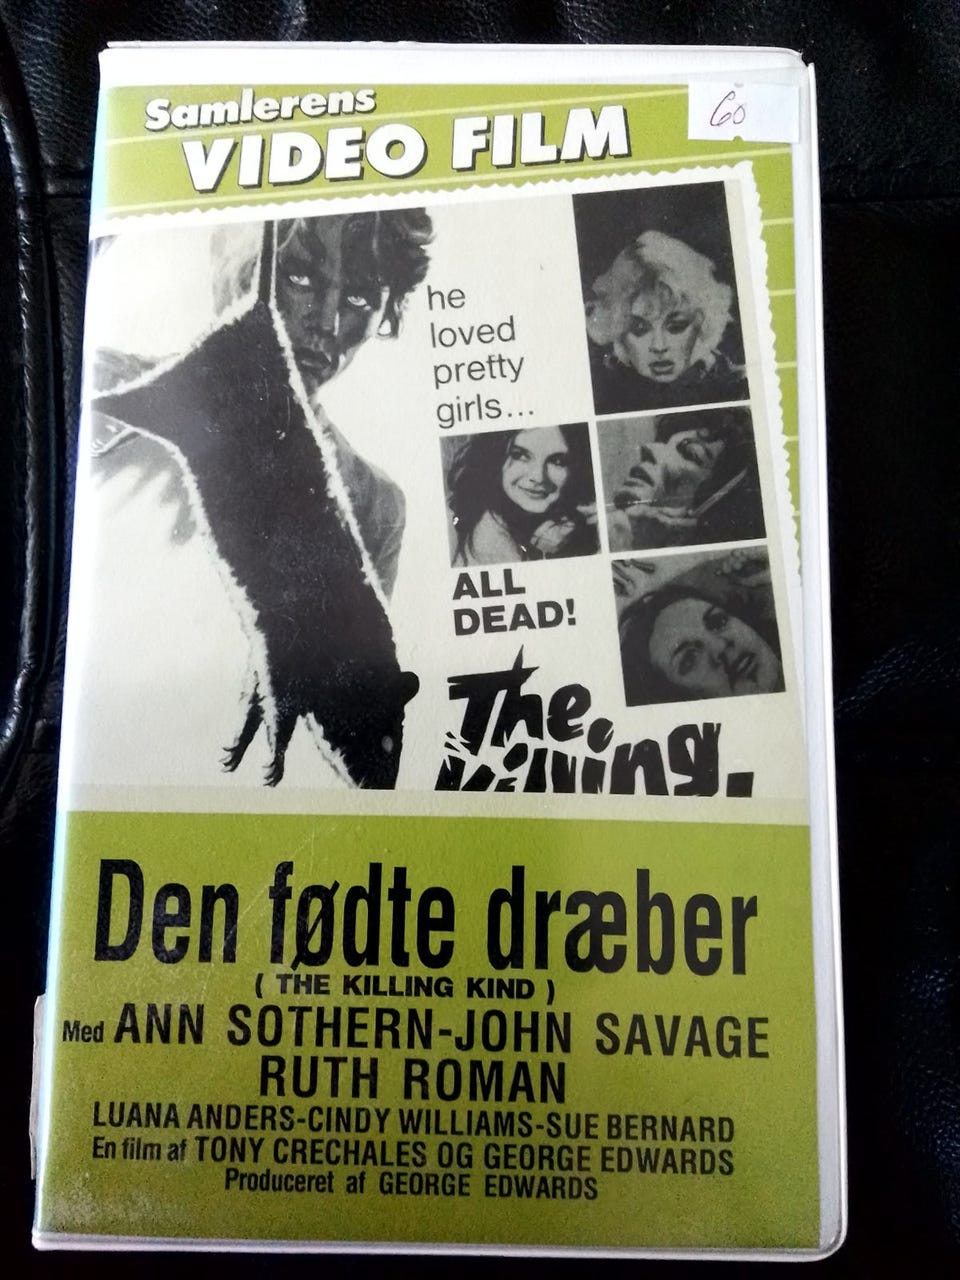 Samlerens
VIDEO FILM
60
he
loved
pretty
girls...
ALL
DEAD!
The
Killing.
Den fødte dræber
( THE KILLING KIND )
Med ANN SOTHERN-JOHN SAVAGE
RUTH ROMAN
LUANA ANDERS-CINDY WILLIAMS-SUE BERNARD
En film af TONY CRECHALES OG GEORGE EDWARDS
Produceret af GEORGE EDWARDS